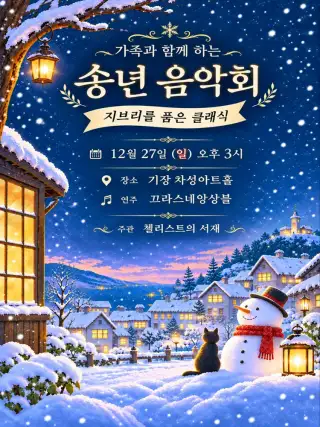 가족과 함께 하는
송년 음악회
지브리를 품은 클래식
12월 27일 (일) 오후 3시
장소 기장 차성아트홀
연주 끄라스네앙상블
주관 첼리스트의 서재